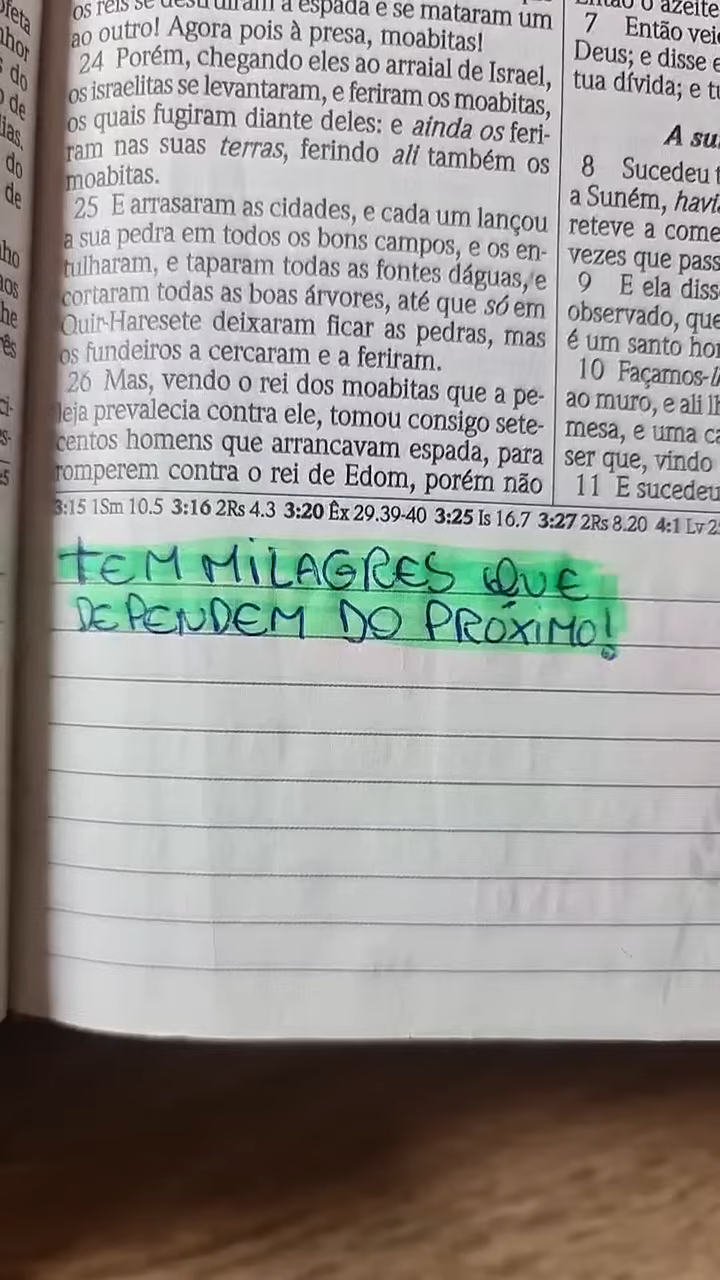 os reis se destruíram à espada e se mataram um
ao outro! Agora pois à presa, moabitas!
24 Porém, chegando eles ao arraial de Israel,
os israelitas se levantaram, e feriram os moabitas,
os quais fugiram diante deles: e ainda os feri-
ram nas suas terras, ferindo ali também os
moabitas.
25 E arrasaram as cidades, e cada um lançou
a sua pedra em todos os bons campos, e os en-
tulharam, e taparam todas as fontes dáguas, e
cortaram todas as boas árvores, até que só em
Quir-Haresete deixaram ficar as pedras, mas
os fundeiros a cercaram e a feriram.
26 Mas, vendo o rei dos moabitas que a pe-
leja prevalecia contra ele, tomou consigo sete-
centos homens que arrancavam espada, para
romperem contra o rei de Edom, porém não
o azeite
7 Então
Deus; e disse
tua dívida; e
A
8 Sucedeu
a Suném,
reteve a
vezes que
9 E ela
observado, que
é um santo
10
ao muro, e ali
mesa, e uma
ser que, vindo
11 E sucedeu
3:15 1Sm 10.5 3:16 2Rs 4.3 3:20 Êx 29.39-40 3:25 Is 16.7 3:27 2Rs 8.20 4:1 Lv
TEM MILAGRES QUE
DEPENDEM DO PRÓXIMO!